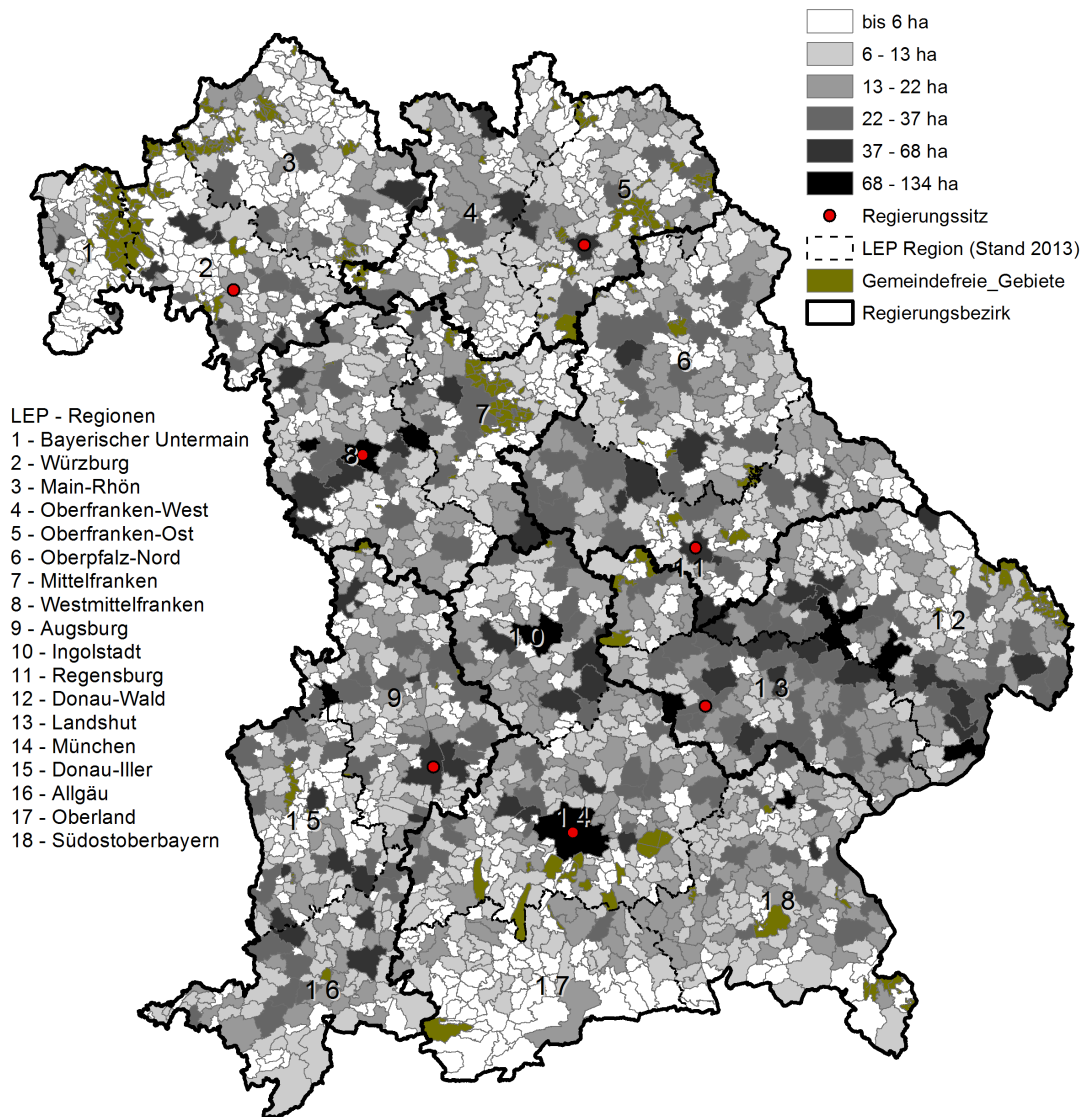 bis 6 ha
6 - 13 ha
13 - 22 ha
22 - 37 ha
37 - 68 ha
68 - 134 ha
Regierungssitz
LEP Region (Stand 2013)
Gemeindefreie_Gebiete
Regierungsbezirk
3
5
4
1
2
6
7
8
LEP - Regionen
1 - Bayerischer Untermain
2 - Würzburg
3 - Main-Rhön
4 - Oberfranken-West
5 - Oberfranken-Ost
6 - Oberpfalz-Nord
7 - Mittelfranken
8 - Westmittelfranken
9 - Augsburg
10 - Ingolstadt
11 - Regensburg
12 - Donau-Wald
13 - Landshut
14 - München
15 - Donau-Iller
16 - Allgäu
17 - Oberland
18 - Südostoberbayern
11
12
10
13
9
14
15
18
16
17